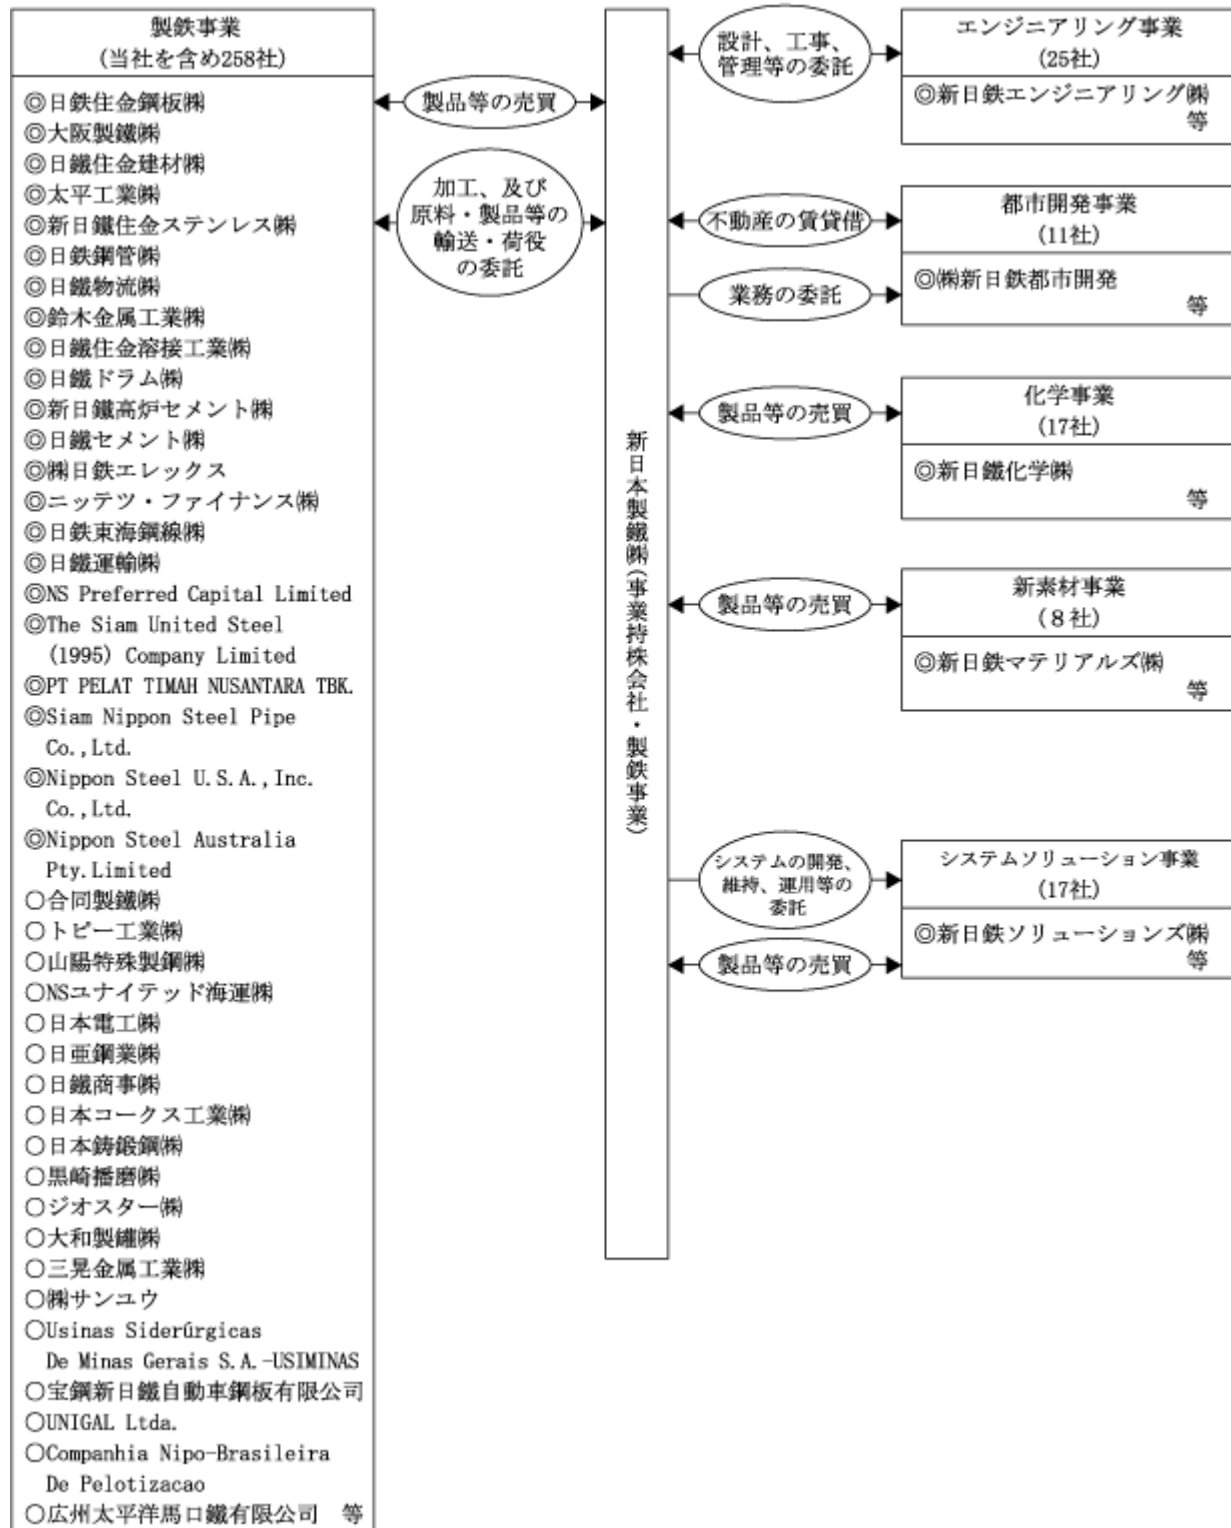 製鉄事業
(当社を含め258社)
◎日鉄住金鋼板㈱
◎大阪製鐵㈱
◎日鐵住金建材㈱
◎太平工業㈱
◎新日鐵住金ステンレス㈱
◎日鉄鋼管㈱
◎日鐵物流㈱
◎鈴木金属工業㈱
◎日鐵住金溶接工業㈱
◎日鐵ドラム㈱
◎新日鐵高炉セメント㈱
◎日鐵セメント㈱
◎㈱日鉄エレックス
◎ニッテツ・ファイナンス㈱
◎日鉄東海鋼線㈱
◎日鐵運輸㈱
◎NS Preferred Capital Limited
◎The Siam United Steel
(1995) Company Limited
◎PT PELAT TIMAH NUSANTARA TBK.
◎Siam Nippon Steel Pipe
Co.,Ltd.
◎Nippon Steel U.S.A.,Inc.
Co.,Ltd.
◎Nippon Steel Australia
Pty.Limited
○合同製鐵㈱
○トピー工業㈱
○山陽特殊製鋼㈱
○NSユナイテッド海運㈱
○日本電工㈱
○日亜鋼業㈱
○日鐵商事㈱
○日本コークス工業㈱
○日本鋳鍛鋼㈱
○黒崎播磨㈱
○ジオスター㈱
○大和製罐㈱
○三晃金属工業㈱
○㈱サンユウ
○Usinas Siderúrgicas
De Minas Gerais S.A.-USIMINAS
○宝鋼新日鐵自動車鋼板有限公司
○UNIGAL Ltda.
○Companhia Nipo-Brasileira
De Pelotizacao
○広州太平洋馬口鐵有限公司 等
製品等の売買
加工、及び
原料・製品等の
輸送・荷役
の委託
新日本製鐵㈱(事業持株会社・製鉄事業)
設計、工事、
管理等の委託
エンジニアリング事業
(25社)
◎新日鉄エンジニアリング㈱
等
不動産の賃貸借
業務の委託
都市開発事業
(11社)
◎㈱新日鉄都市開発
等
製品等の売買
化学事業
(17社)
◎新日鐵化学㈱
等
製品等の売買
新素材事業
(8社)
◎新日鉄マテリアルズ㈱
等
システムの開発、
維持、運用等の
委託
製品等の売買
システムソリューション事業
(17社)
◎新日鉄ソリューションズ㈱
等